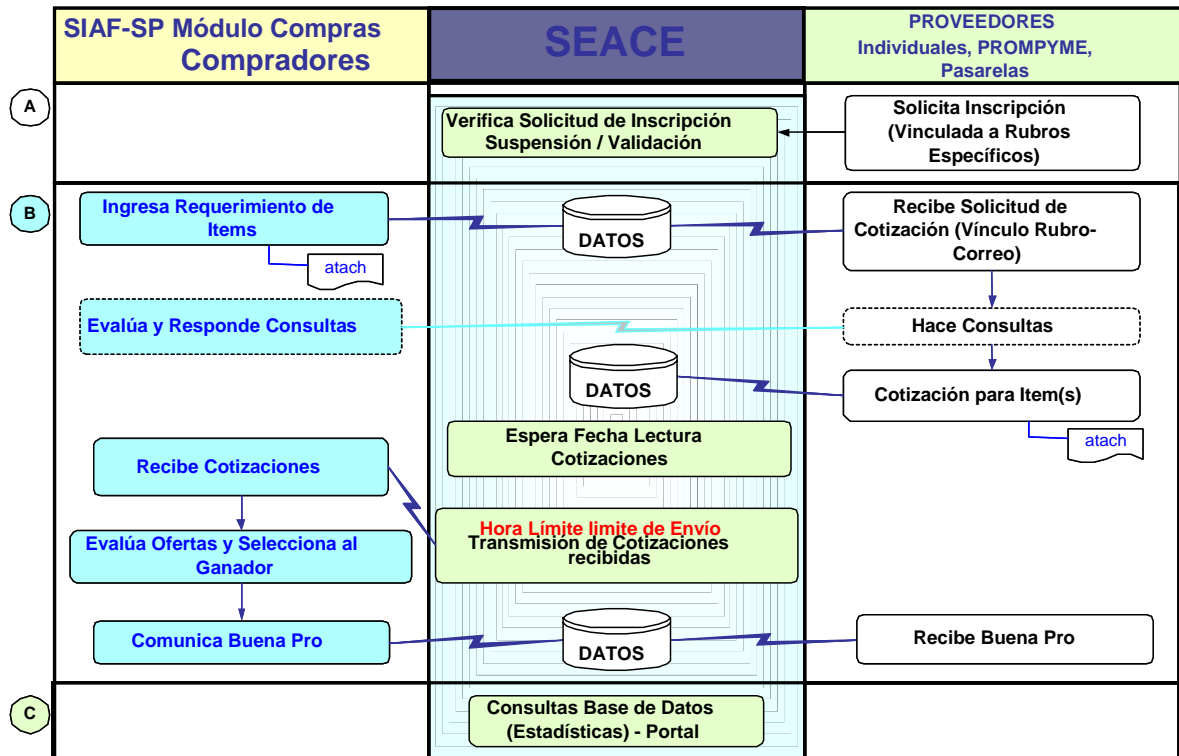 SIAF-SP Módulo Compras
Compradores
SEACE
PROVEEDORES
Individuales, PROMPYME,
Pasarelas
A
Verifica Solicitud de Inscripción
Suspensión / Validación
Solicita Inscripción
(Vinculada a Rubros
Específicos)
B
Ingresa Requerimiento de
Items
atach
DATOS
Recibe Solicitud de
Cotización (Vínculo Rubro-
Correo)
Evalúa y Responde Consultas
Hace Consultas
DATOS
Cotización para Item(s)
atach
Espera Fecha Lectura
Cotizaciones
Recibe Cotizaciones
Hora Límite limite de Envío
Transmisión de Cotizaciones
recibidas
Evalúa Ofertas y Selecciona al
Ganador
Comunica Buena Pro
DATOS
Recibe Buena Pro
C
Consultas Base de Datos
(Estadísticas) - Portal